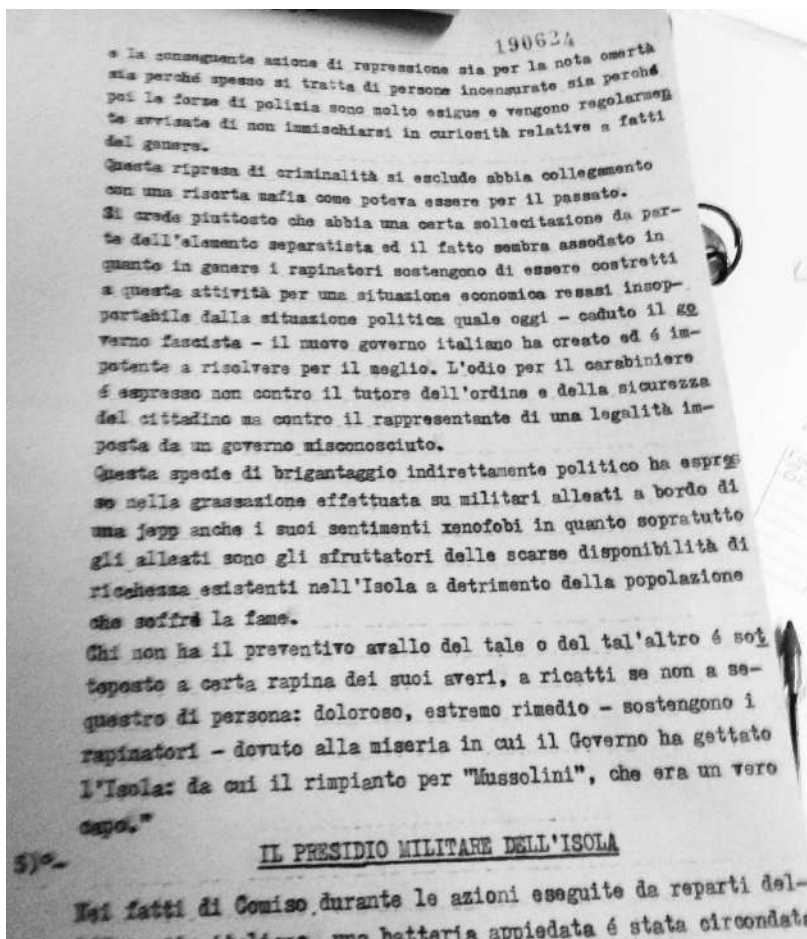 190624
e la conseguente azione di repressione sia per la nota omertà
sia perché spesso si tratta di persone incensurate sia perché
poi le forze di polizia sono molto esigue e vengono regolarmen
te avvisate di non immischiarsi in curiosità relative a fatti
del genere.
Questa ripresa di criminalità si esclude abbia collegamento
con una risorta mafia come poteva essere per il passato.
Si crede piuttosto che abbia una certa sollecitazione da par-
te dell'elemento separatista ed il fatto sembra assodato in
quanto in genere i rapinatori sostengono di essere costretti
a questa attività per una situazione economica resasi insop-
portabile dalla situazione politica quale oggi - caduto il go
verno fascista - il nuovo governo italiano ha creato ed é im-
potente a risolvere per il meglio. L'odio per il carabiniere
é espresso non contro il tutore dell'ordine e della sicurezza
del cittadino ma contro il rappresentante di una legalità im-
posta da un governo misconosciuto.
Questa specie di brigantaggio indirettamente politico ha espres
so nella grassazione effettuata su militari alleati a bordo di
una jepp anche i suoi sentimenti xenofobi in quanto sopratutto
gli alleati sono gli sfruttatori delle scarse disponibilità di
ricchezza esistenti nell'Isola a detrimento della popolazione
che soffré la fame.
Chi non ha il preventivo avallo del tale o del tal'altro é sot
toposto a certa rapina dei suoi averi, a ricatti se non a se-
questro di persona: doloroso, estremo rimedio - sostengono i
rapinatori - dovuto alla miseria in cui il Governo ha gettato
l'Isola: da cui il rimpianto per "Mussolini", che era un vero
capo."
5)°- IL PRESIDIO MILITARE DELL'ISOLA
Nei fatti di Comiso durante le azioni eseguite da reparti del-
una batteria appiedata é stata circondata